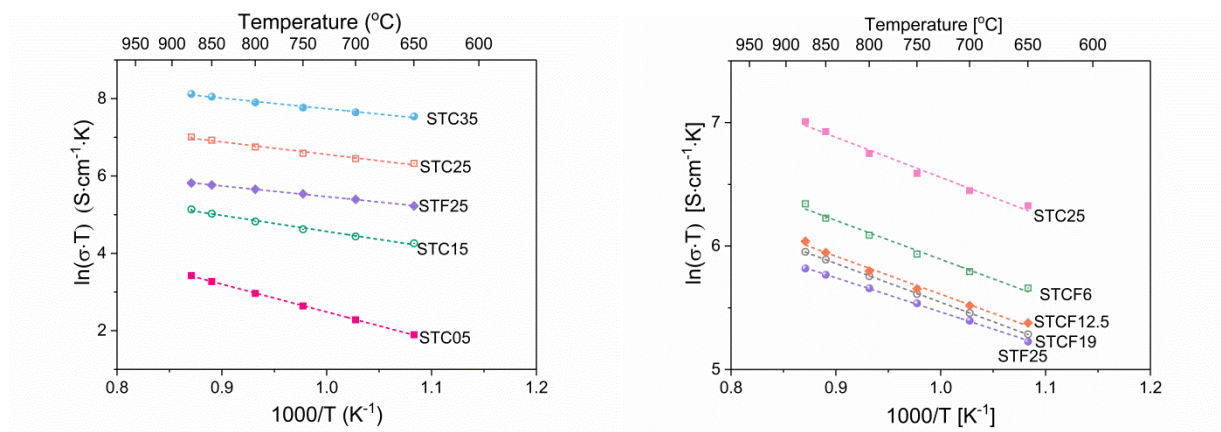 Temperature (°C)
950 900 850 800 750 700 650 600
ln(σ·T) (S·cm⁻¹·K)
8
6
4
2
STC35
STC25
STF25
STC15
STC05
0.8 0.9 1.0 1.1 1.2
1000/T (K⁻¹)
Temperature [°C]
950 900 850 800 750 700 650 600
ln(σ·T) [S·cm⁻¹·K]
7
6
5
STC25
STCF6
STCF12.5
STCF19
STF25
0.8 0.9 1.0 1.1 1.2
1000/T [K⁻¹]